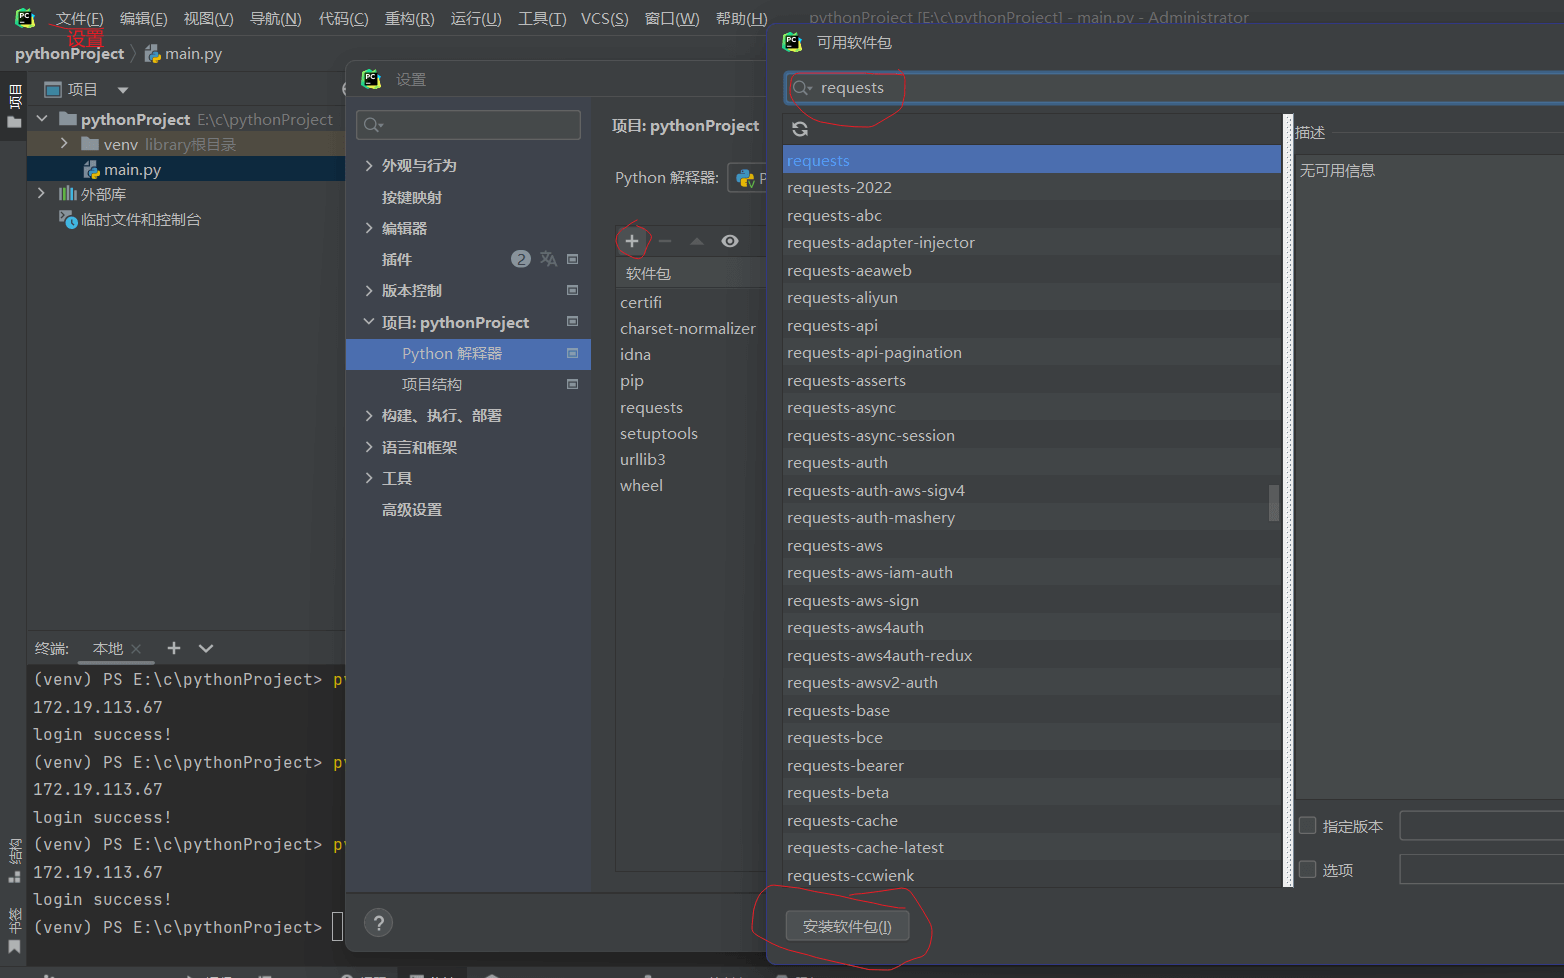 文件(F) 编辑(E) 视图(V) 导航(N) 代码(C) 重构(R) 运行(U) 工具(T) VCS(S) 窗口(W) 帮助(H)
pythonProject [E:\c\pythonProject] - main.py - Administrator
设置
pythonProject
main.py
项目
项目
pythonProject E:\c\pythonProject
venv library根目录
main.py
外部库
临时文件和控制台
设置
外观与行为
按键映射
编辑器
插件 2
版本控制
项目: pythonProject
Python 解释器
项目结构
构建、执行、部署
语言和框架
工具
高级设置
?
项目: pythonProject
Python 解释器:
软件包
certifi
charset-normalizer
idna
pip
requests
setuptools
urllib3
wheel
可用软件包
requests
requests
requests-2022
requests-abc
requests-adapter-injector
requests-aeaweb
requests-aliyun
requests-api
requests-api-pagination
requests-asserts
requests-async
requests-async-session
requests-auth
requests-auth-aws-sigv4
requests-auth-mashery
requests-aws
requests-aws-iam-auth
requests-aws-sign
requests-aws4auth
requests-aws4auth-redux
requests-awsv2-auth
requests-base
requests-bce
requests-bearer
requests-beta
requests-cache
requests-cache-latest
requests-ccwienk
描述
无可用信息
指定版本
选项
安装软件包(I)
终端: 本地
(venv) PS E:\c\pythonProject> py
172.19.113.67
login success!
(venv) PS E:\c\pythonProject> py
172.19.113.67
login success!
(venv) PS E:\c\pythonProject> py
172.19.113.67
login success!
(venv) PS E:\c\pythonProject>
结构
书签